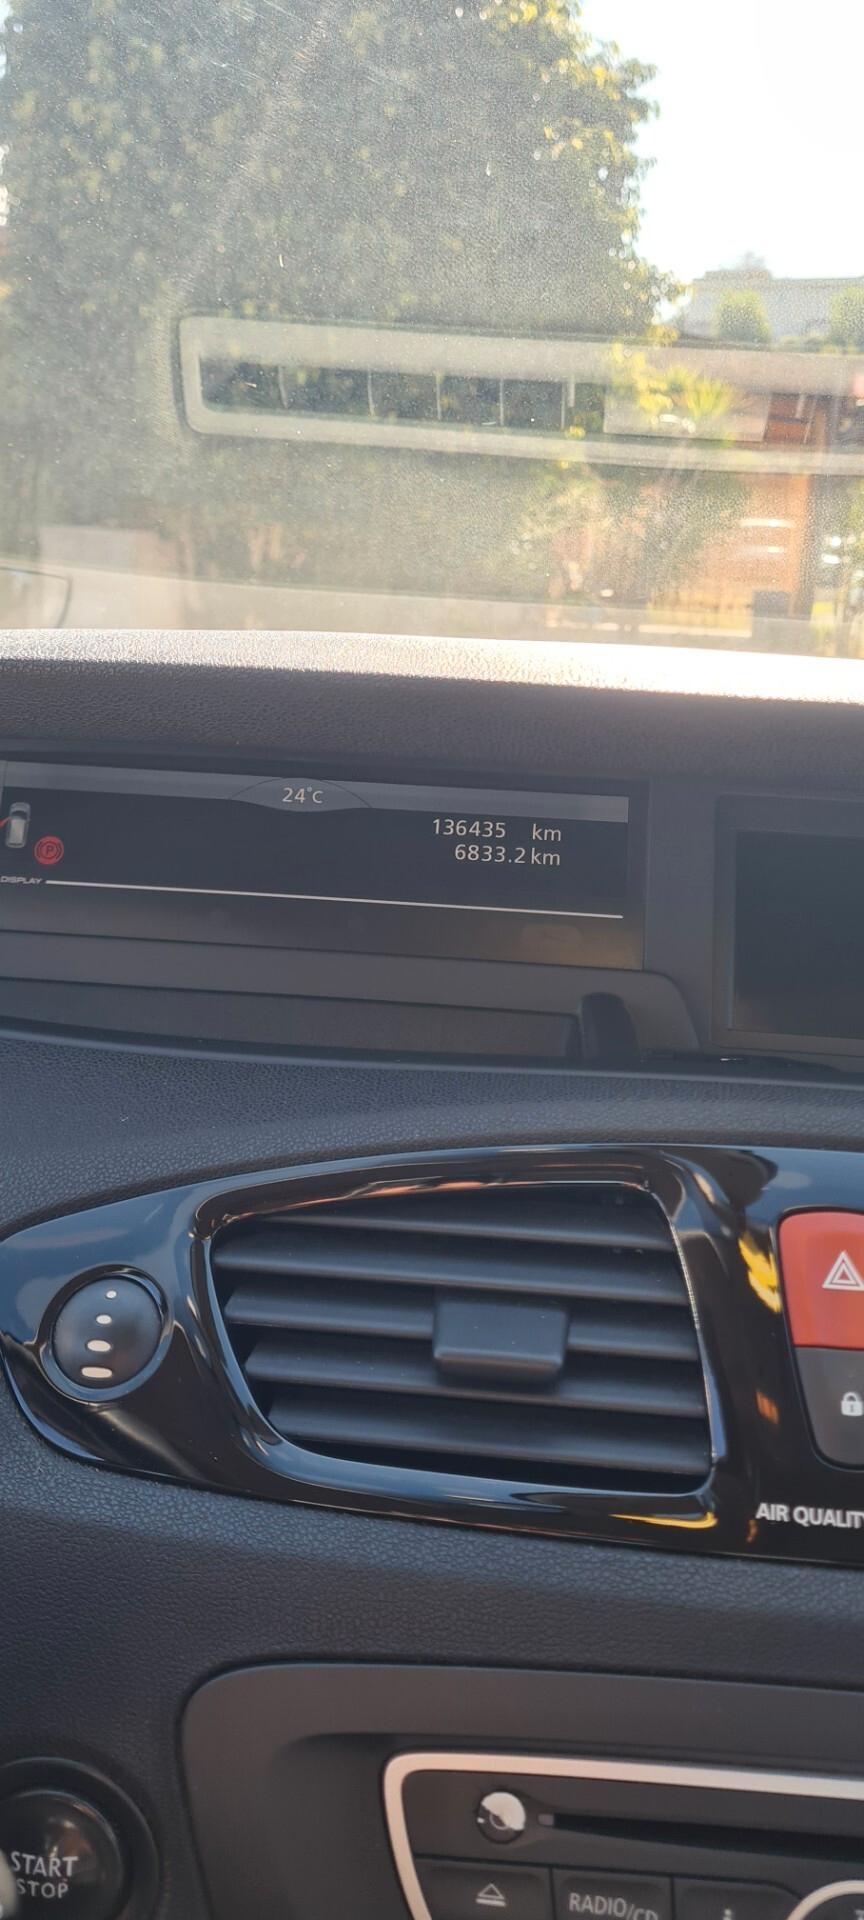 24°C
136435 km
6833.2 km
P
DISPLAY
AIR QUALITY
START
STOP
RADIO/CD